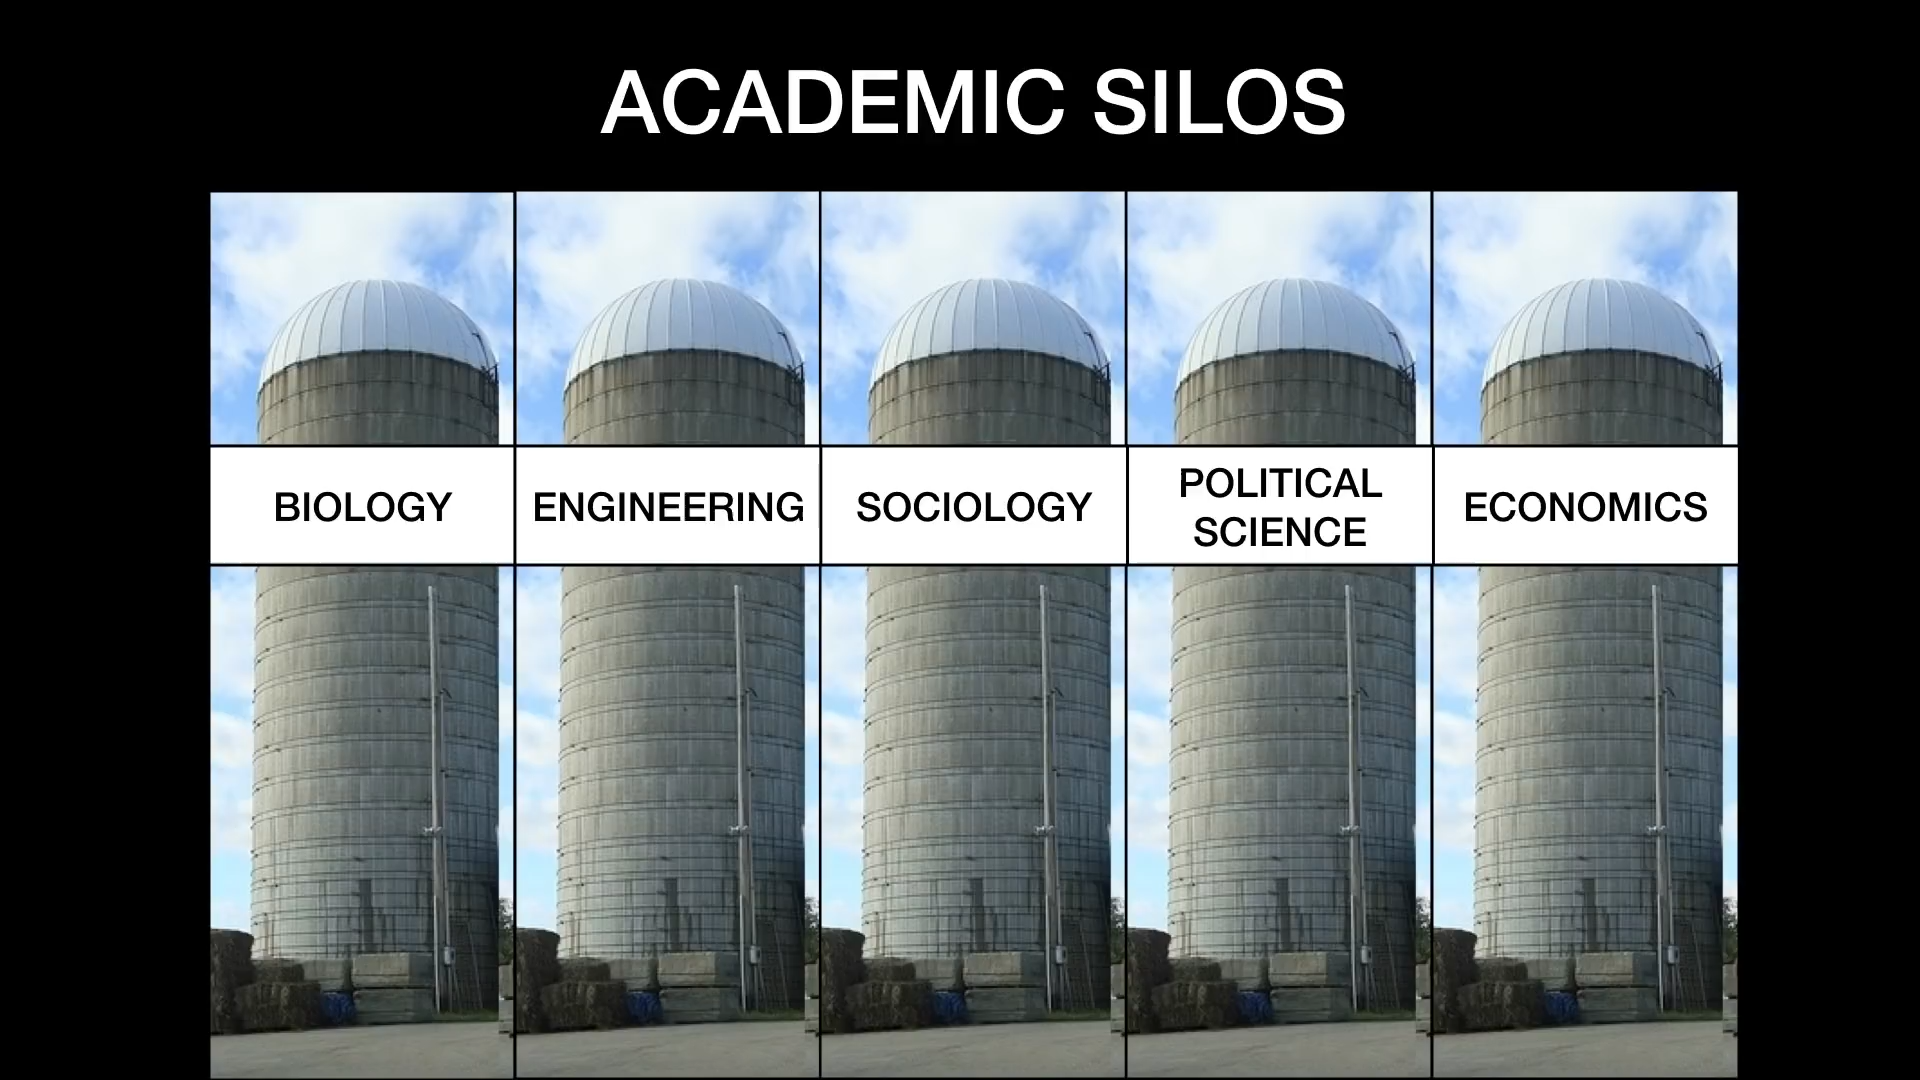 ACADEMIC SILOS
BIOLOGY
ENGINEERING
SOCIOLOGY
POLITICAL
SCIENCE
ECONOMICS